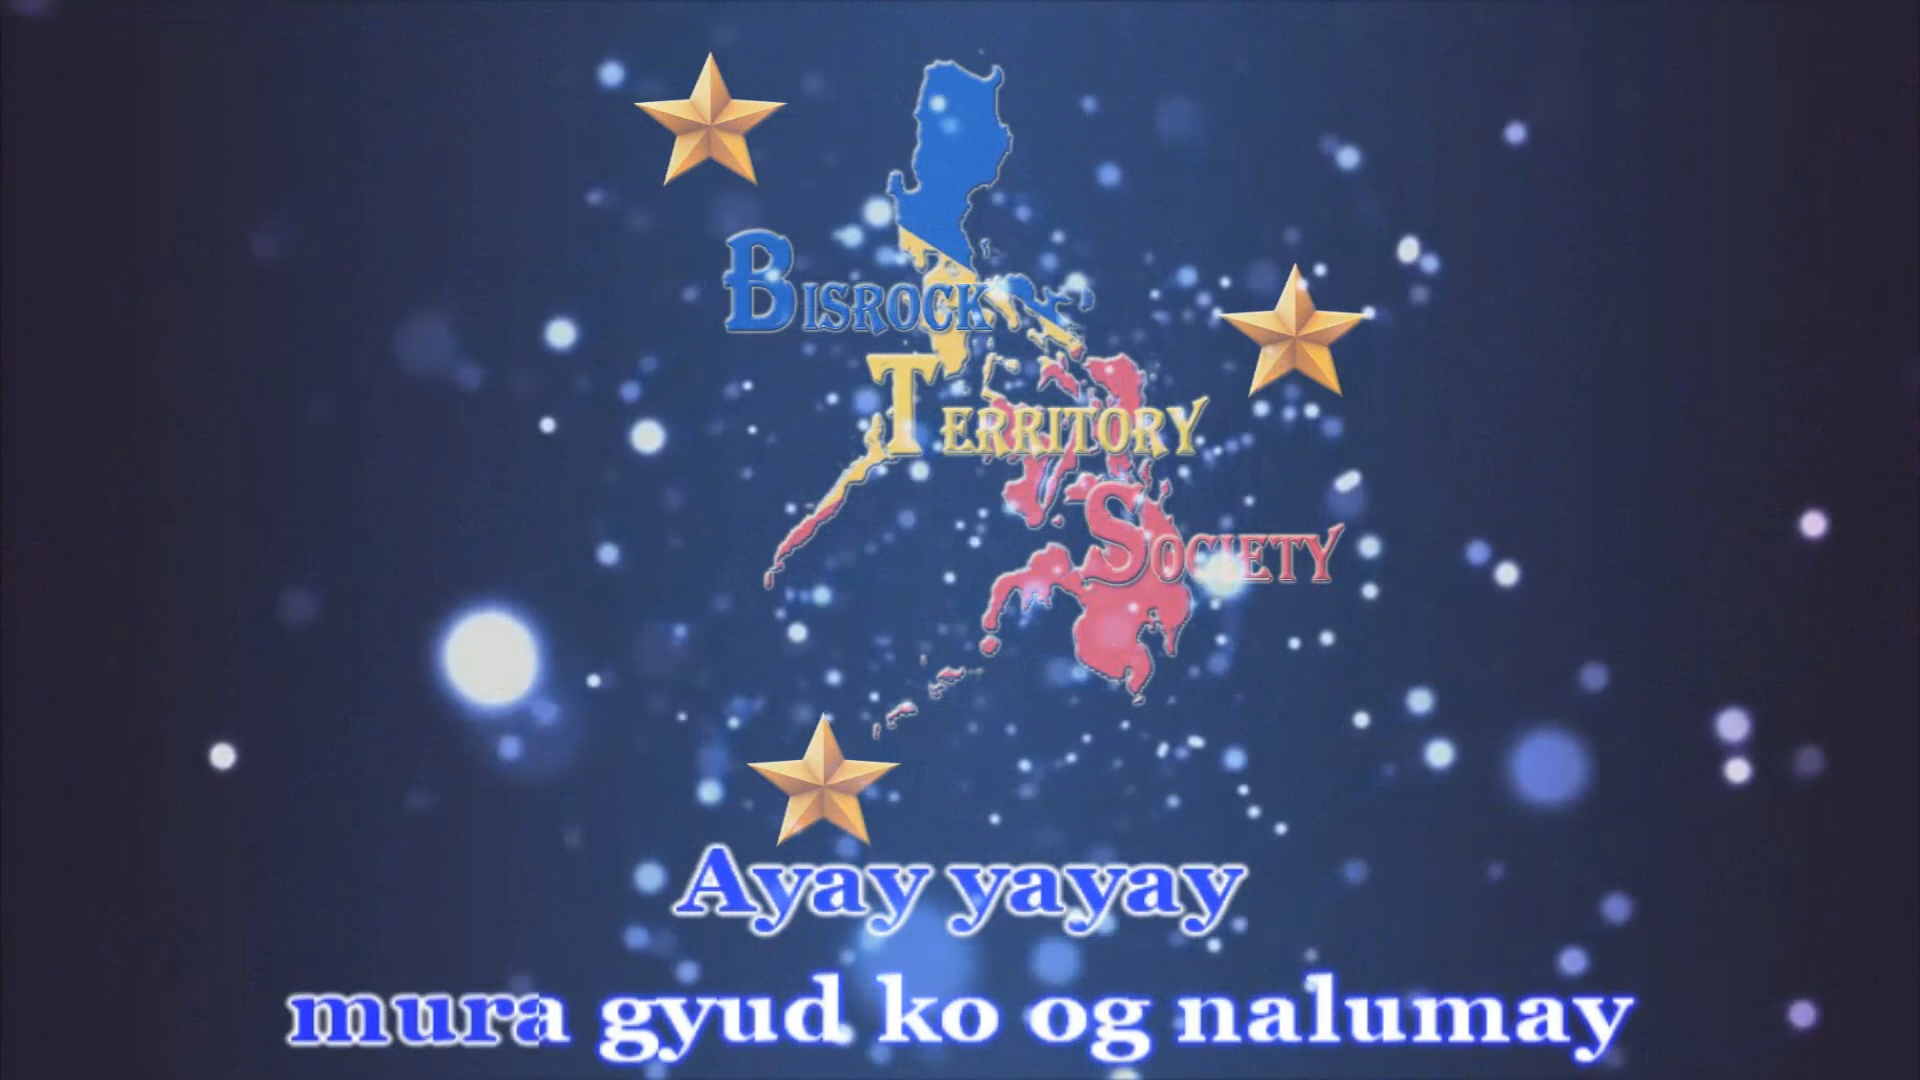 Bisrock
Territory
Society
Ayay yayay
mura gyud ko og nalumay